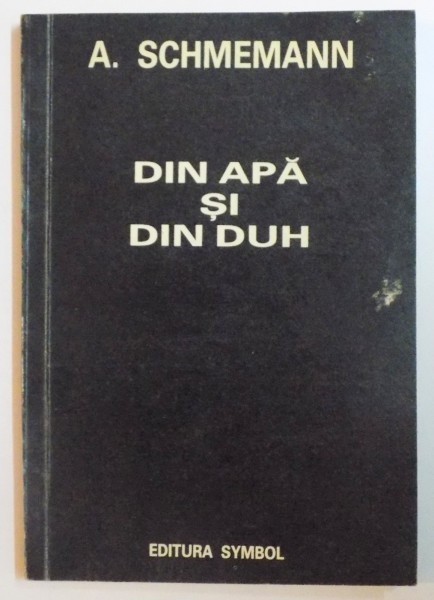 A. SCHMEMANN
DIN APĂ
ȘI
DIN DUH
EDITURA SYMBOL